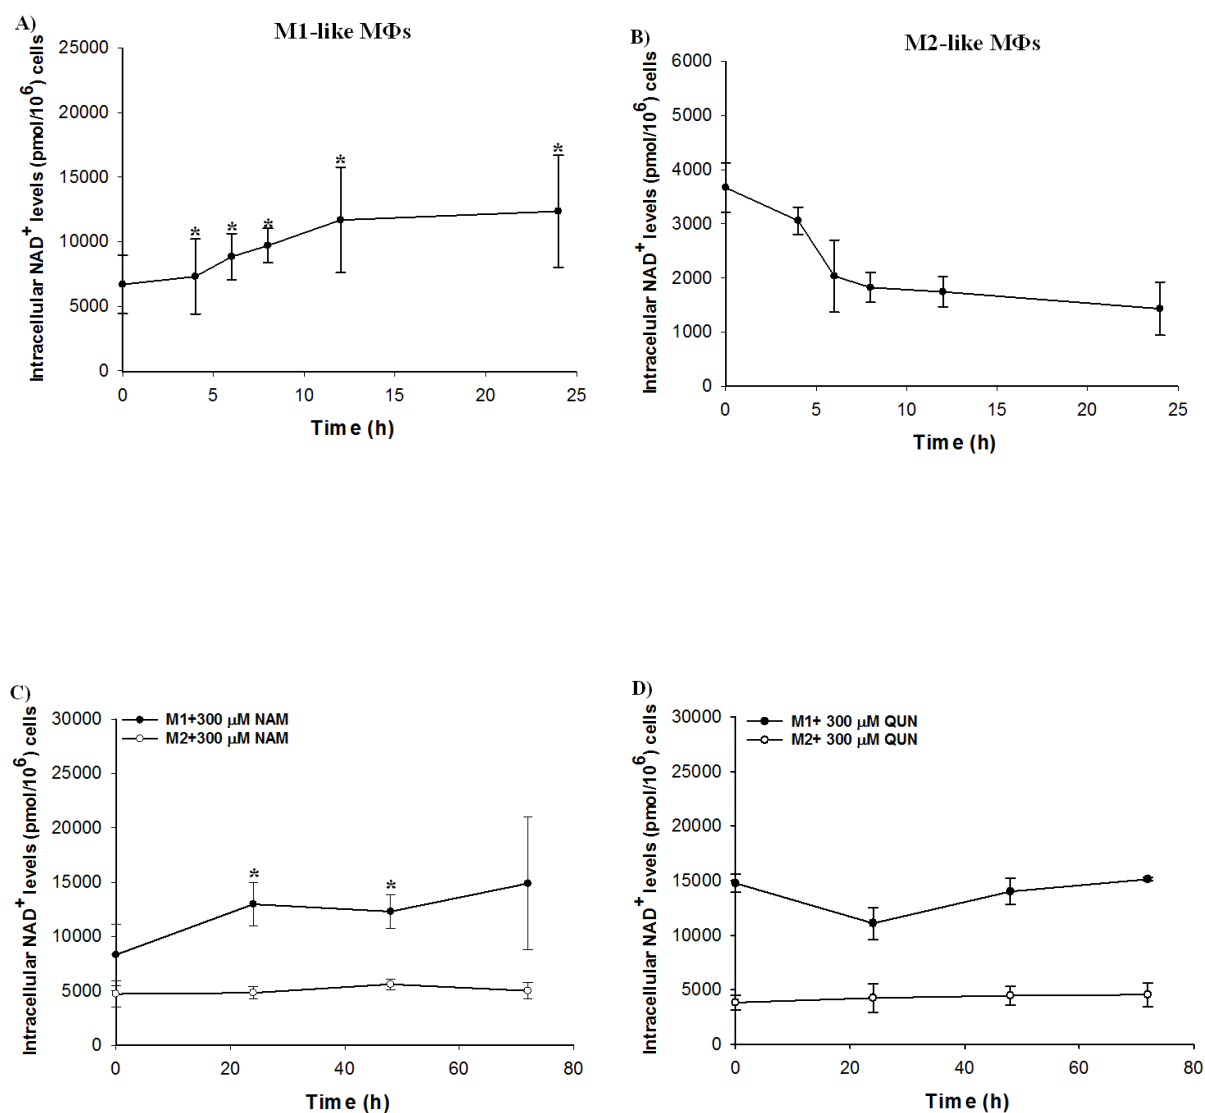 A)
M1-like MΦs
Intracelular NAD+ levels (pmol/10^6) cells
25000
20000
15000
10000
5000
0
*
*
*
*
*
0 5 10 15 20 25
Time (h)
B)
M2-like MΦs
Intracelular NAD+ levels (pmol/10^6) cells
6000
5000
4000
3000
2000
1000
0
0 5 10 15 20 25
Time (h)
C)
M1+300 μM NAM
M2+300 μM NAM
Intracellular NAD+ levels (pmol/10^6) cells
30000
25000
20000
15000
10000
5000
0
*
*
0 20 40 60 80
Time (h)
D)
M1+ 300 μM QUN
M2+ 300 μM QUN
Intracellular NAD+ levels (pmol/10^6) cells
30000
25000
20000
15000
10000
5000
0
0 20 40 60 80
Time (h)